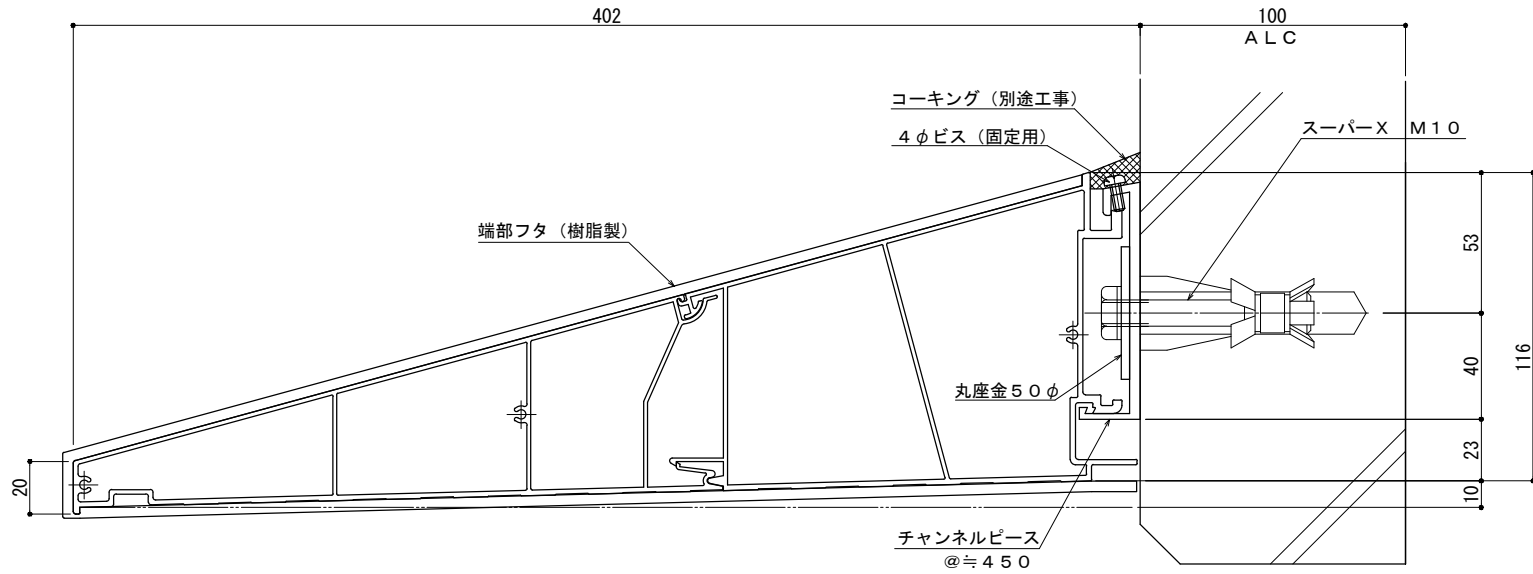 402
100
ＡＬＣ
コーキング（別途工事）
４φビス（固定用）
スーパーＸ　Ｍ１０
端部フタ（樹脂製）
53
116
丸座金５０φ
40
23
20
10
チャンネルピース
＠≒４５０